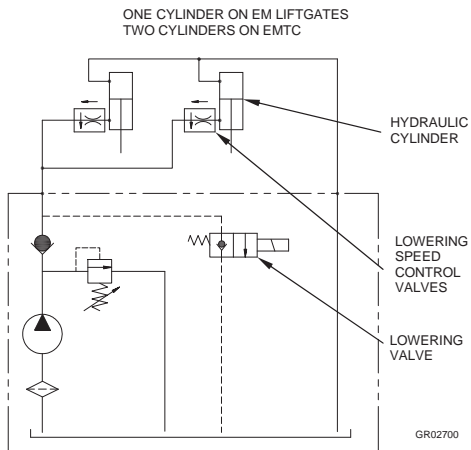 ONE CYLINDER ON EM LIFTGATES
TWO CYLINDERS ON EMTC
HYDRAULIC
CYLINDER
LOWERING
SPEED
CONTROL
VALVES
LOWERING
VALVE
GR02700